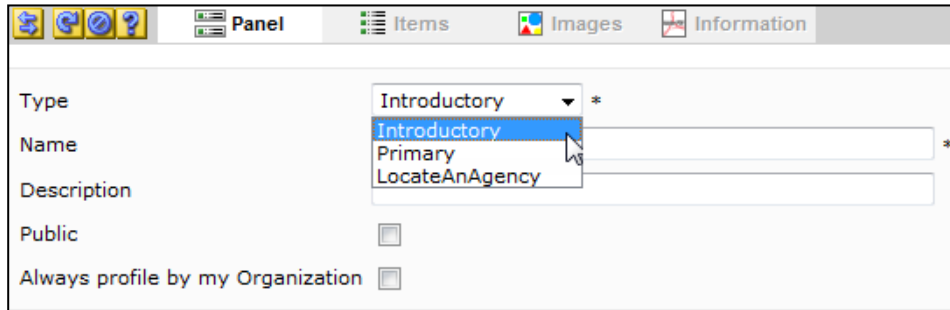 Panel Items Images Information
Type Introductory *
Introductory
Name *
Primary
LocateAnAgency
Description
Public
Always profile by my Organization